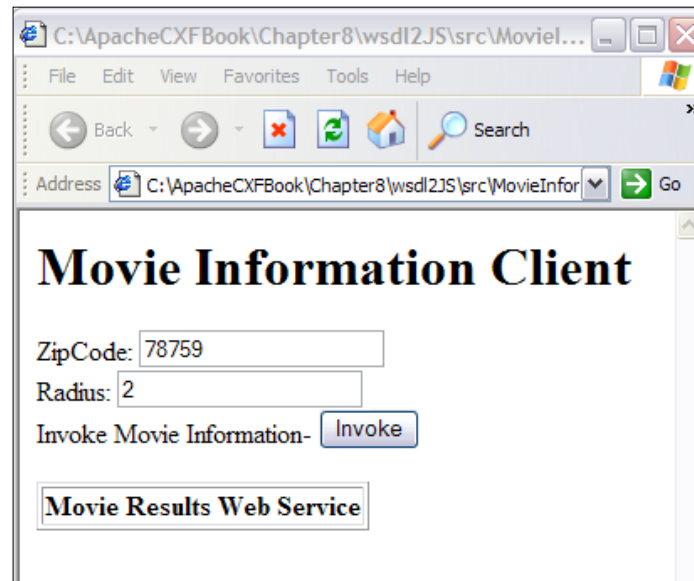 C:\ApacheCXFBook\Chapter8\wsdl2JS\src\MovieI...
File Edit View Favorites Tools Help
Back Search »
Address C:\ApacheCXFBook\Chapter8\wsdl2JS\src\MovieInfor Go
Movie Information Client
ZipCode: 78759
Radius: 2
Invoke Movie Information- Invoke
Movie Results Web Service